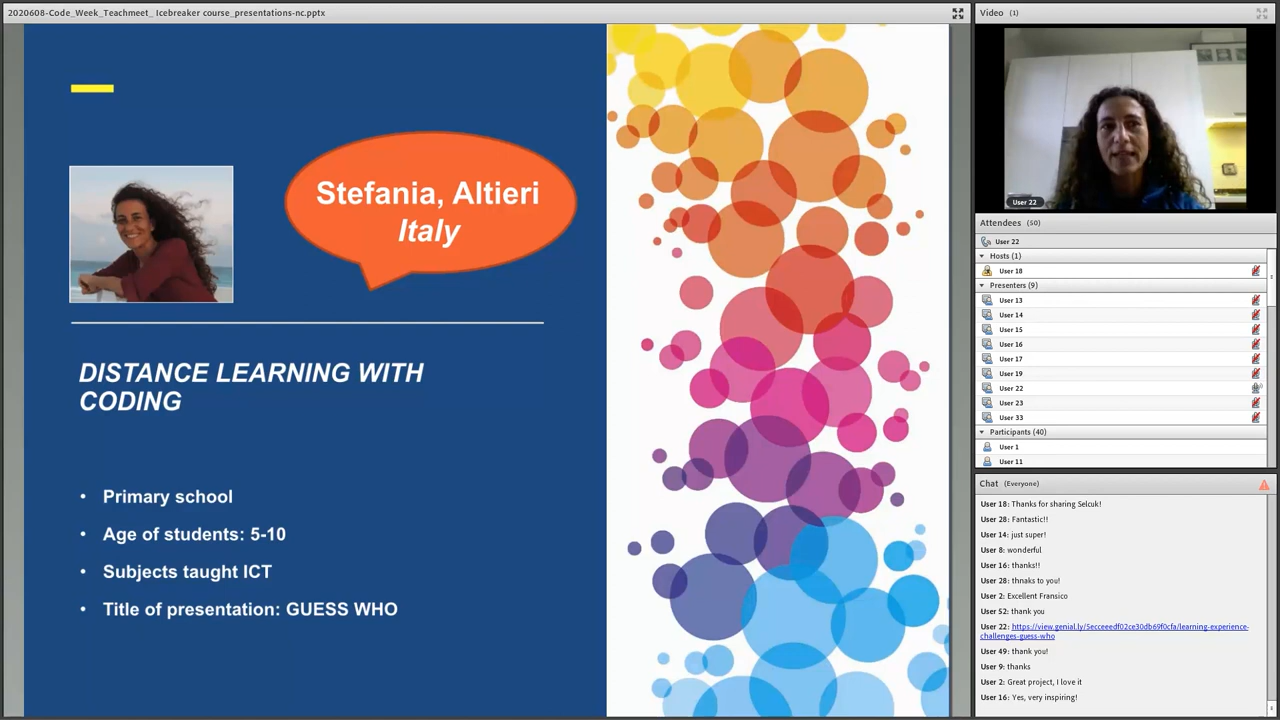 2020608-Code_Week_Teachmeet_ Icebreaker course_presentations-nc.pptx
Stefania, Altieri
Italy
DISTANCE LEARNING WITH
CODING
• Primary school
• Age of students: 5-10
• Subjects taught ICT
• Title of presentation: GUESS WHO
Video (1)
User 22
Attendees (50)
User 22
Hosts (1)
User 18
Presenters (9)
User 13
User 14
User 15
User 16
User 17
User 19
User 22
User 23
User 33
Participants (40)
User 1
User 11
Chat (Everyone)
User 18: Thanks for sharing Selcuk!
User 28: Fantastic!!
User 14: just super!
User 8: wonderful
User 16: thanks!!
User 28: thnaks to you!
User 2: Excellent Fransico
User 52: thank you
User 22: https://view.genial.ly/5ecceedf02ce30db69f0cfa/learning-experience-
challenges-guess-who
User 49: thank you!
User 9: thanks
User 2: Great project, I love it
User 16: Yes, very inspiring!